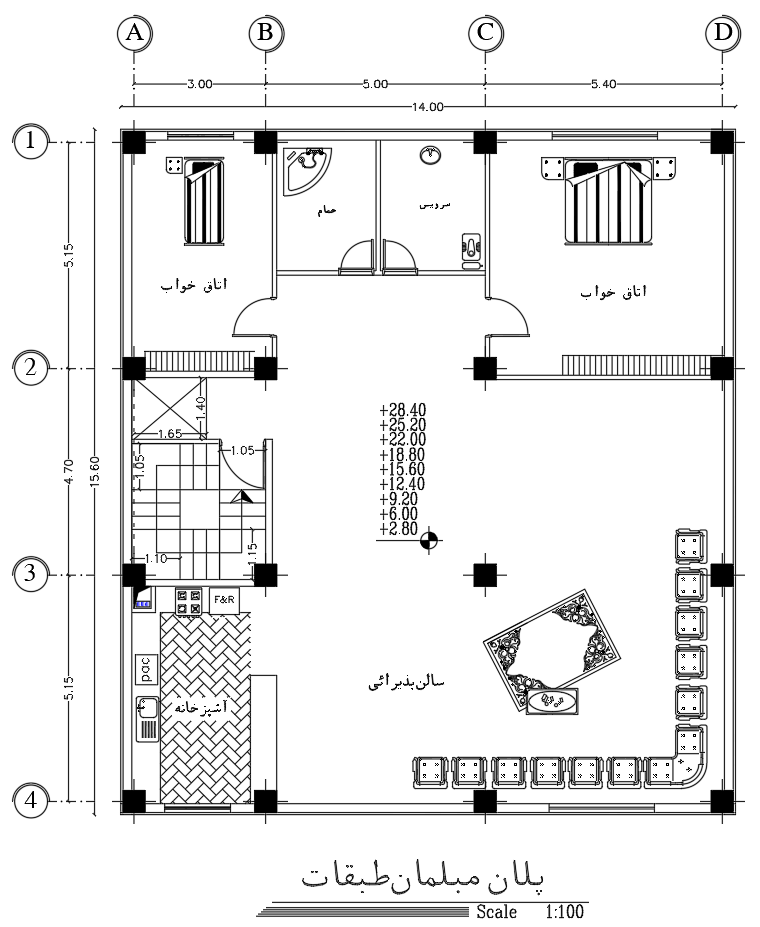 A B C D
3.00 5.00 5.40
14.00
1
حمام
سرویس
5.15
اتاق خواب
اتاق خواب
2
1.40
1.65
1.05
1.05
4.70
15.60
+28.40
+25.20
+22.00
+18.80
+15.60
+12.40
+9.20
+6.00
+2.80
1.10
1.15
3
F&R
pac
5.15
آشپزخانه
سالن پذیرائی
4
پلان مبلمان طبقات
Scale 1:100